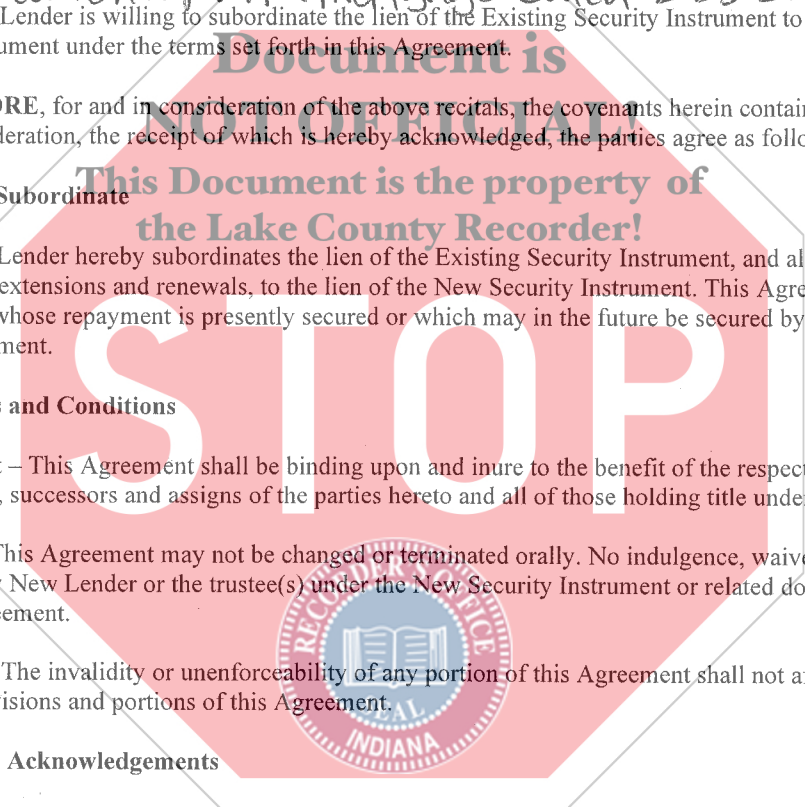 Lender is willing to subordinate the lien of the Existing Security Instrument to
ument under the terms set forth in this Agreement.
Document is
ORE, for and in consideration of the above recitals, the covenants herein contain
NOT OFFICIAL!
deration, the receipt of which is hereby acknowledged, the parties agree as follo
This Document is the property of
Subordinate
the Lake County Recorder!
Lender hereby subordinates the lien of the Existing Security Instrument, and al
extensions and renewals, to the lien of the New Security Instrument. This Agre
whose repayment is presently secured or which may in the future be secured by
ment.
STOP
s and Conditions
t – This Agreement shall be binding upon and inure to the benefit of the respect
, successors and assigns of the parties hereto and all of those holding title unde
This Agreement may not be changed or terminated orally. No indulgence, waive
r New Lender or the trustee(s) under the New Security Instrument or related do
eement.
RECORDER'S OFFICE
SEAL
INDIANA
The invalidity or unenforceability of any portion of this Agreement shall not af
visions and portions of this Agreement.
Acknowledgements